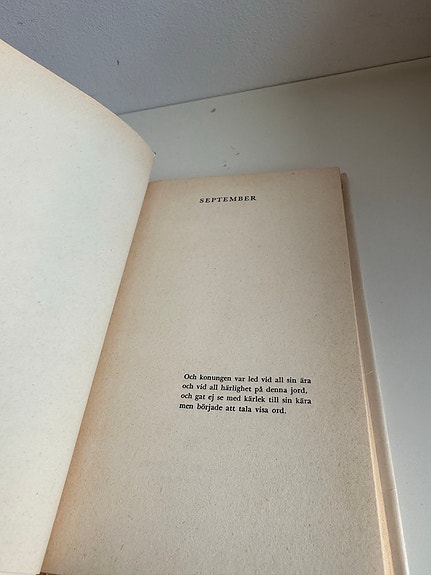 SEPTEMBER
Och konungen var led vid all sin ära
och vid all härlighet på denna jord,
och gat ej se med kärlek till sin kära
men började att tala visa ord.